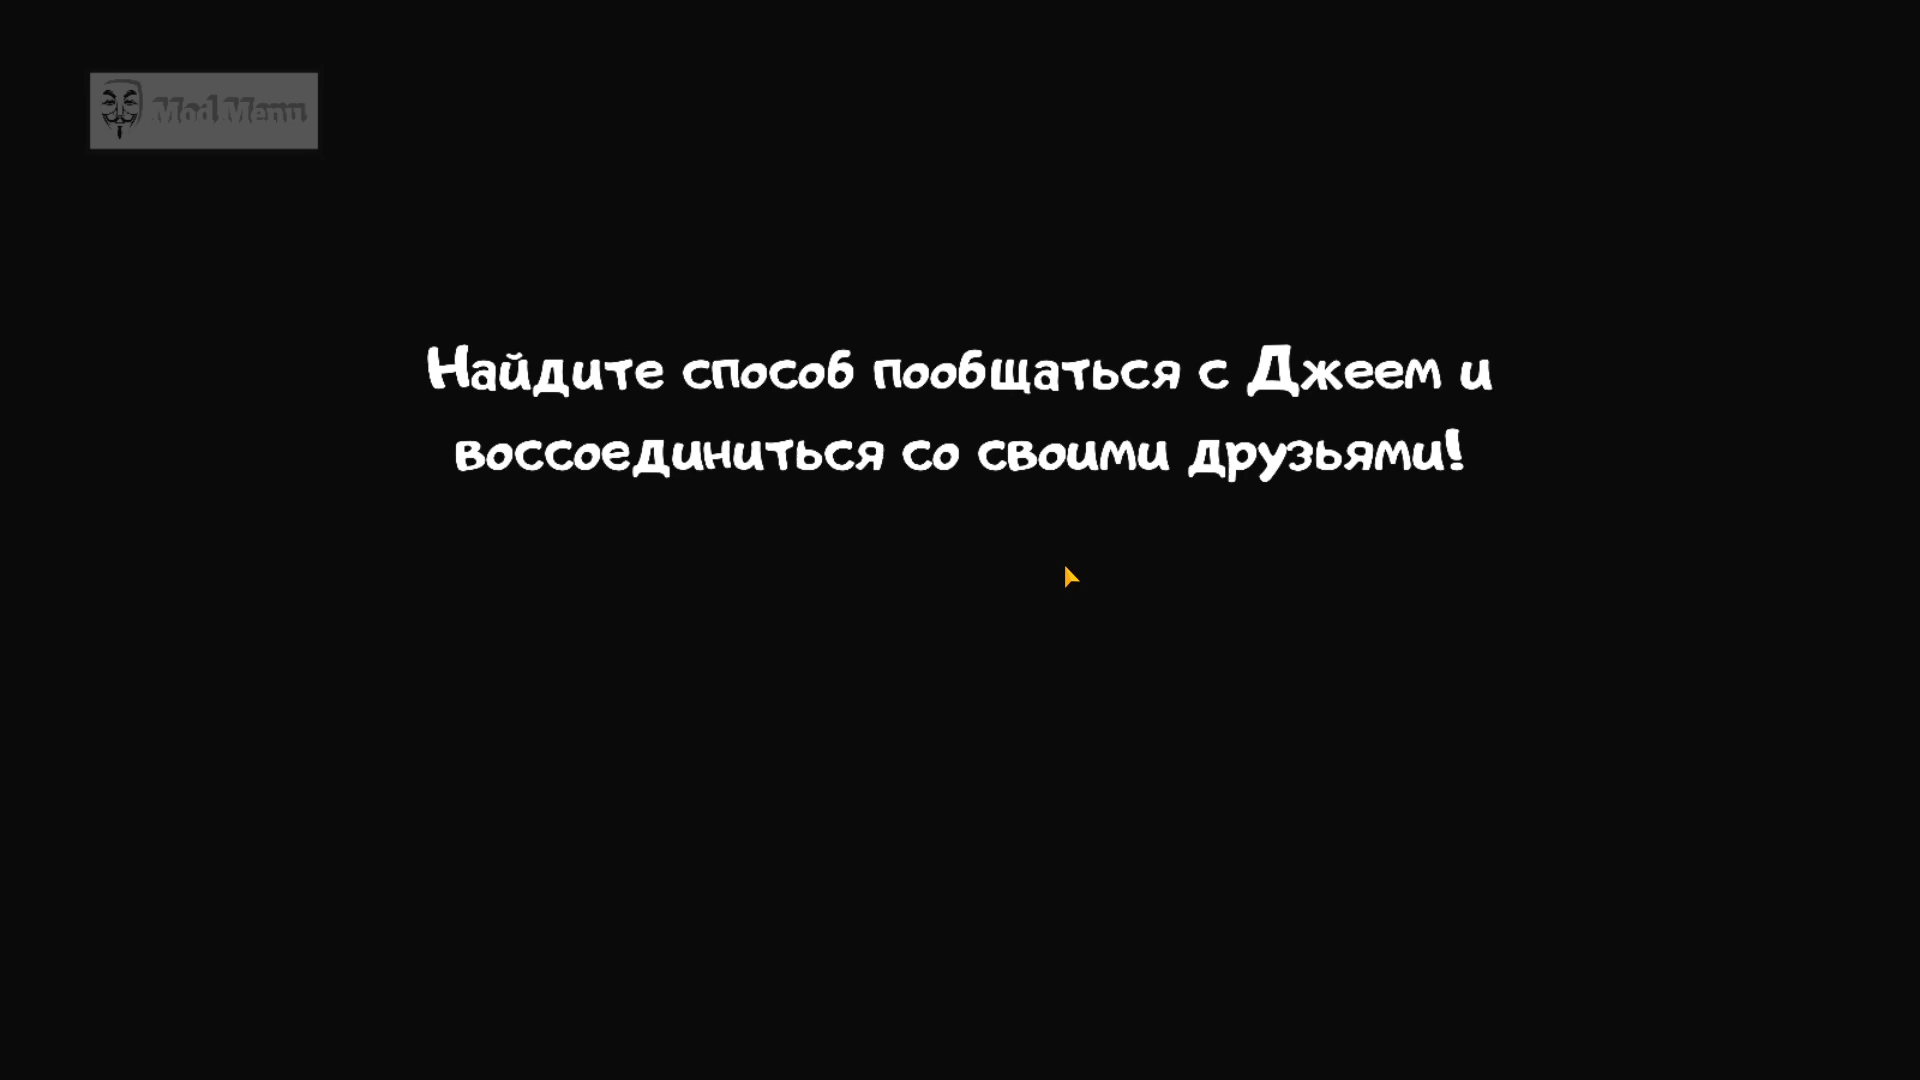 Mod Menu
Найдите способ пообщаться с Джеем и
воссоединиться со своими друзьями!